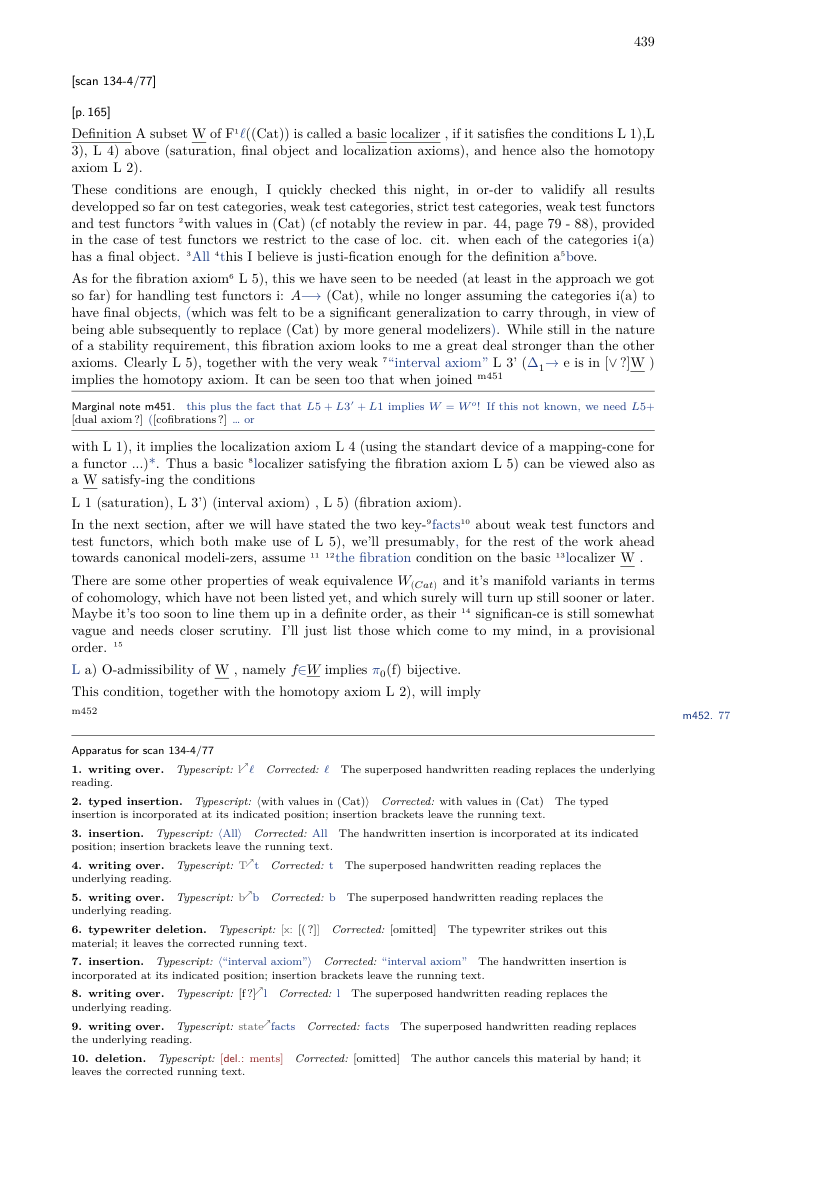 439
[scan 134-4/77]
[p. 165]
Definition A subset W of F¹ℓ((Cat)) is called a basic localizer , if it satisfies the conditions L 1),L
3), L 4) above (saturation, final object and localization axioms), and hence also the homotopy
axiom L 2).
These conditions are enough, I quickly checked this night, in or-der to validify all results
developped so far on test categories, weak test categories, strict test categories, weak test functors
and test functors ²with values in (Cat) (cf notably the review in par. 44, page 79 - 88), provided
in the case of test functors we restrict to the case of loc. cit. when each of the categories i(a)
has a final object. ³All ⁴this I believe is justi-fication enough for the definition a⁵bove.
As for the fibration axiom⁶ L 5), this we have seen to be needed (at least in the approach we got
so far) for handling test functors i: A⟶ (Cat), while no longer assuming the categories i(a) to
have final objects, (which was felt to be a significant generalization to carry through, in view of
being able subsequently to replace (Cat) by more general modelizers). While still in the nature
of a stability requirement, this fibration axiom looks to me a great deal stronger than the other
axioms. Clearly L 5), together with the very weak ⁷“interval axiom” L 3’ (Δ₁→ e is in [∨ ?]W )
implies the homotopy axiom. It can be seen too that when joined m451
Marginal note m451. this plus the fact that L5 + L3′ + L1 implies W = Wᵒ! If this not known, we need L5+
[dual axiom ?] ([cofibrations ?] ... or
with L 1), it implies the localization axiom L 4 (using the standart device of a mapping-cone for
a functor ...)*. Thus a basic ⁸localizer satisfying the fibration axiom L 5) can be viewed also as
a W satisfy-ing the conditions
L 1 (saturation), L 3’) (interval axiom) , L 5) (fibration axiom).
In the next section, after we will have stated the two key-⁹facts¹⁰ about weak test functors and
test functors, which both make use of L 5), we’ll presumably, for the rest of the work ahead
towards canonical modeli-zers, assume ¹¹ ¹²the fibration condition on the basic ¹³localizer W .
There are some other properties of weak equivalence W(Cat) and it’s manifold variants in terms
of cohomology, which have not been listed yet, and which surely will turn up still sooner or later.
Maybe it’s too soon to line them up in a definite order, as their ¹⁴ significan-ce is still somewhat
vague and needs closer scrutiny. I’ll just list those which come to my mind, in a provisional
order. ¹⁵
L a) O-admissibility of W , namely f∈W implies π₀(f) bijective.
This condition, together with the homotopy axiom L 2), will imply
m452
m452. 77
Apparatus for scan 134-4/77
1. writing over. Typescript: l↗ℓ Corrected: ℓ The superposed handwritten reading replaces the underlying
reading.
2. typed insertion. Typescript: ⟨with values in (Cat)⟩ Corrected: with values in (Cat) The typed
insertion is incorporated at its indicated position; insertion brackets leave the running text.
3. insertion. Typescript: ⟨All⟩ Corrected: All The handwritten insertion is incorporated at its indicated
position; insertion brackets leave the running text.
4. writing over. Typescript: T↗t Corrected: t The superposed handwritten reading replaces the
underlying reading.
5. writing over. Typescript: b↗b Corrected: b The superposed handwritten reading replaces the
underlying reading.
6. typewriter deletion. Typescript: [x: [( ?]] Corrected: [omitted] The typewriter strikes out this
material; it leaves the corrected running text.
7. insertion. Typescript: ⟨“interval axiom”⟩ Corrected: “interval axiom” The handwritten insertion is
incorporated at its indicated position; insertion brackets leave the running text.
8. writing over. Typescript: [f ?]↗l Corrected: l The superposed handwritten reading replaces the
underlying reading.
9. writing over. Typescript: state↗facts Corrected: facts The superposed handwritten reading replaces
the underlying reading.
10. deletion. Typescript: [del.: ments] Corrected: [omitted] The author cancels this material by hand; it
leaves the corrected running text.